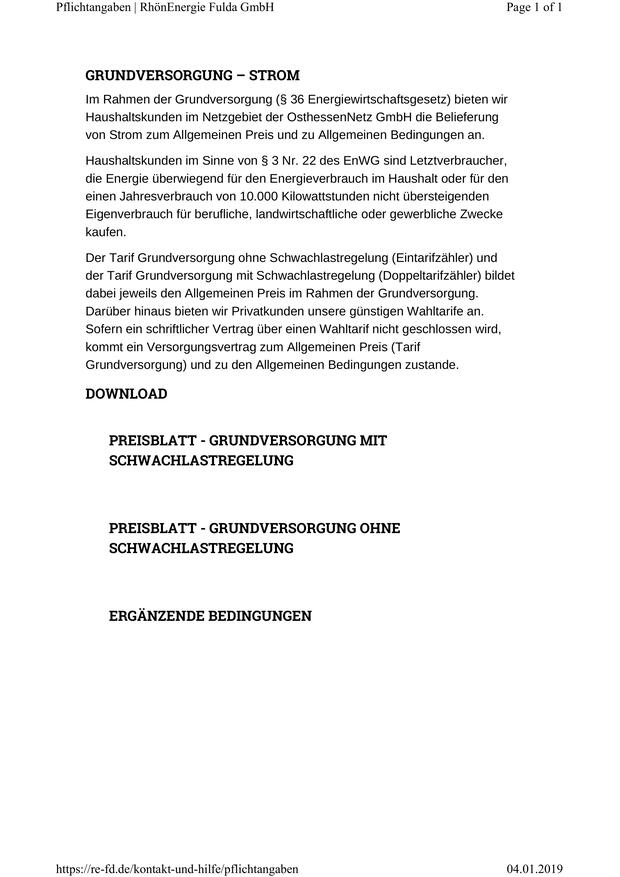 Pflichtangaben | RhönEnergie Fulda GmbH
Page 1 of 1
GRUNDVERSORGUNG – STROM
Im Rahmen der Grundversorgung (§ 36 Energiewirtschaftsgesetz) bieten wir
Haushaltskunden im Netzgebiet der OsthessenNetz GmbH die Belieferung
von Strom zum Allgemeinen Preis und zu Allgemeinen Bedingungen an.
Haushaltskunden im Sinne von § 3 Nr. 22 des EnWG sind Letztverbraucher,
die Energie überwiegend für den Energieverbrauch im Haushalt oder für den
einen Jahresverbrauch von 10.000 Kilowattstunden nicht übersteigenden
Eigenverbrauch für berufliche, landwirtschaftliche oder gewerbliche Zwecke
kaufen.
Der Tarif Grundversorgung ohne Schwachlastregelung (Eintarifzähler) und
der Tarif Grundversorgung mit Schwachlastregelung (Doppeltarifzähler) bildet
dabei jeweils den Allgemeinen Preis im Rahmen der Grundversorgung.
Darüber hinaus bieten wir Privatkunden unsere günstigen Wahltarife an.
Sofern ein schriftlicher Vertrag über einen Wahltarif nicht geschlossen wird,
kommt ein Versorgungsvertrag zum Allgemeinen Preis (Tarif
Grundversorgung) und zu den Allgemeinen Bedingungen zustande.
DOWNLOAD
PREISBLATT - GRUNDVERSORGUNG MIT
SCHWACHLASTREGELUNG
PREISBLATT - GRUNDVERSORGUNG OHNE
SCHWACHLASTREGELUNG
ERGÄNZENDE BEDINGUNGEN
https://re-fd.de/kontakt-und-hilfe/pflichtangaben
04.01.2019